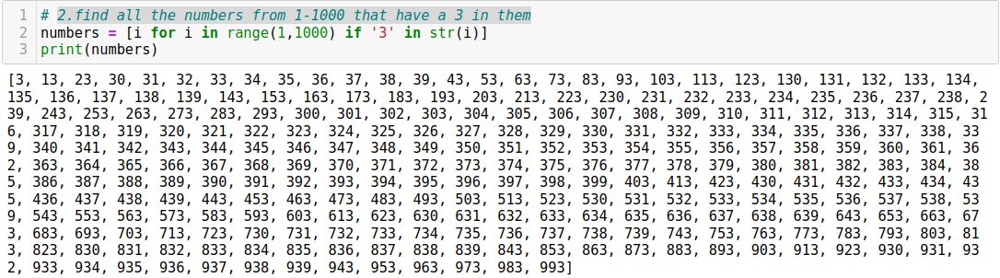 1 # 2.find all the numbers from 1-1000 that have a 3 in them
2 numbers = [i for i in range(1,1000) if '3' in str(i)]
3 print(numbers)
[3, 13, 23, 30, 31, 32, 33, 34, 35, 36, 37, 38, 39, 43, 53, 63, 73, 83, 93, 103, 113, 123, 130, 131, 132, 133, 134,
135, 136, 137, 138, 139, 143, 153, 163, 173, 183, 193, 203, 213, 223, 230, 231, 232, 233, 234, 235, 236, 237, 238, 2
39, 243, 253, 263, 273, 283, 293, 300, 301, 302, 303, 304, 305, 306, 307, 308, 309, 310, 311, 312, 313, 314, 315, 31
6, 317, 318, 319, 320, 321, 322, 323, 324, 325, 326, 327, 328, 329, 330, 331, 332, 333, 334, 335, 336, 337, 338, 33
9, 340, 341, 342, 343, 344, 345, 346, 347, 348, 349, 350, 351, 352, 353, 354, 355, 356, 357, 358, 359, 360, 361, 36
2, 363, 364, 365, 366, 367, 368, 369, 370, 371, 372, 373, 374, 375, 376, 377, 378, 379, 380, 381, 382, 383, 384, 38
5, 386, 387, 388, 389, 390, 391, 392, 393, 394, 395, 396, 397, 398, 399, 403, 413, 423, 430, 431, 432, 433, 434, 43
5, 436, 437, 438, 439, 443, 453, 463, 473, 483, 493, 503, 513, 523, 530, 531, 532, 533, 534, 535, 536, 537, 538, 53
9, 543, 553, 563, 573, 583, 593, 603, 613, 623, 630, 631, 632, 633, 634, 635, 636, 637, 638, 639, 643, 653, 663, 67
3, 683, 693, 703, 713, 723, 730, 731, 732, 733, 734, 735, 736, 737, 738, 739, 743, 753, 763, 773, 783, 793, 803, 81
3, 823, 830, 831, 832, 833, 834, 835, 836, 837, 838, 839, 843, 853, 863, 873, 883, 893, 903, 913, 923, 930, 931, 93
2, 933, 934, 935, 936, 937, 938, 939, 943, 953, 963, 973, 983, 993]